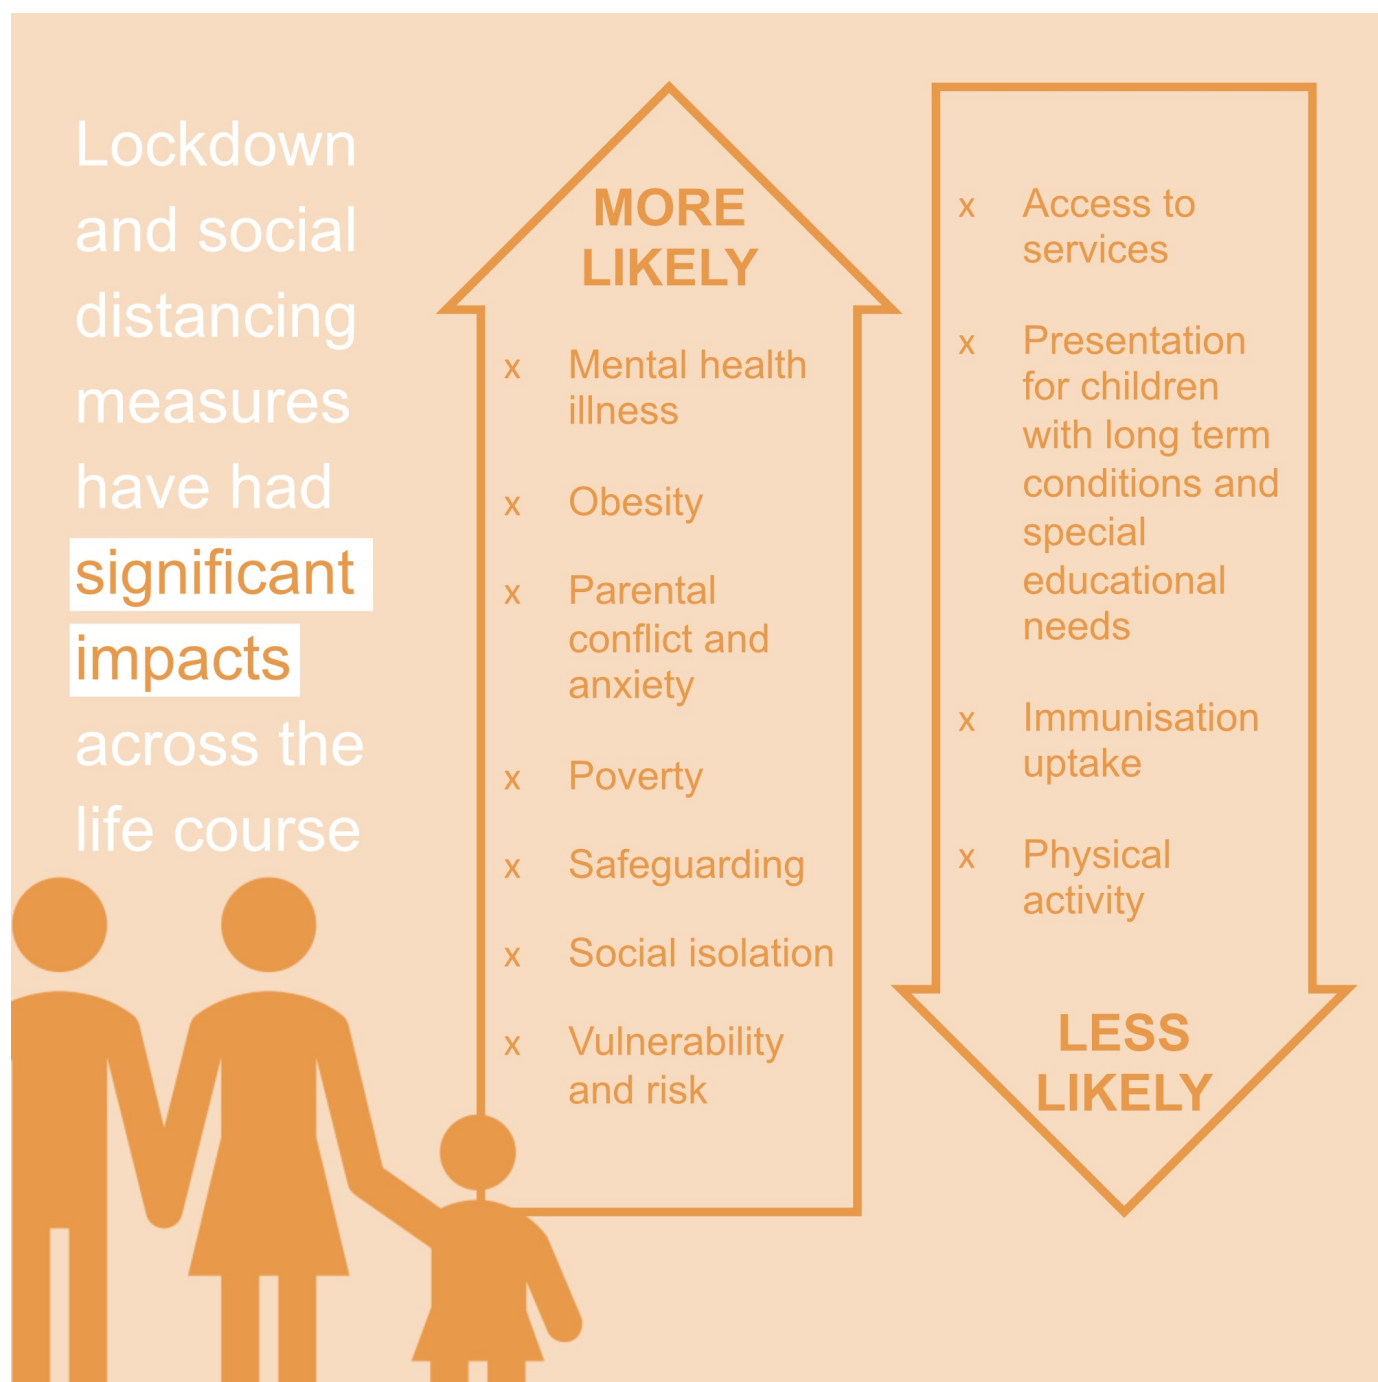 Lockdown
and social
distancing
measures
have had
significant
impacts
across the
life course
MORE
LIKELY
x Mental health
illness
x Obesity
x Parental
conflict and
anxiety
x Poverty
x Safeguarding
x Social isolation
x Vulnerability
and risk
x Access to
services
x Presentation
for children
with long term
conditions and
special
educational
needs
x Immunisation
uptake
x Physical
activity
LESS
LIKELY